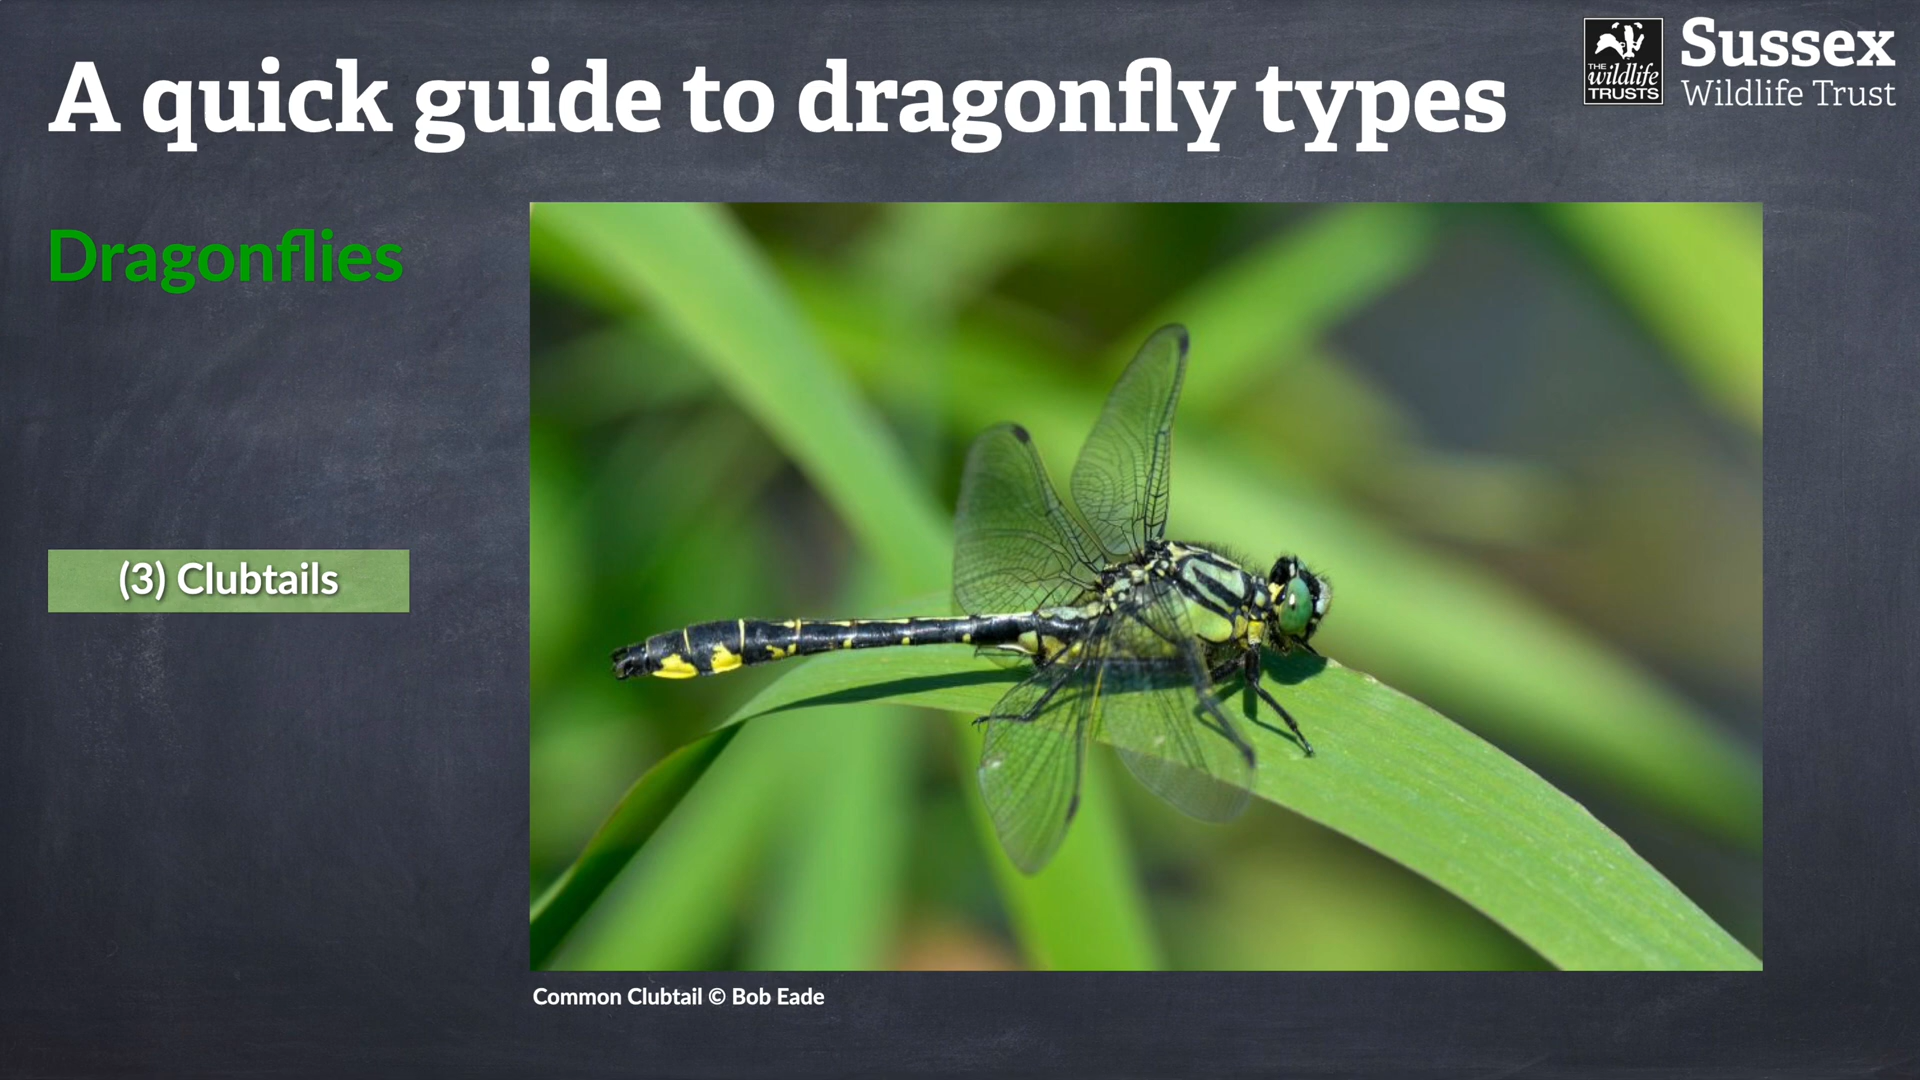 A quick guide to dragonfly types
THE
wildlife
TRUSTS
Sussex
Wildlife Trust
Dragonflies
(3) Clubtails
Common Clubtail © Bob Eade